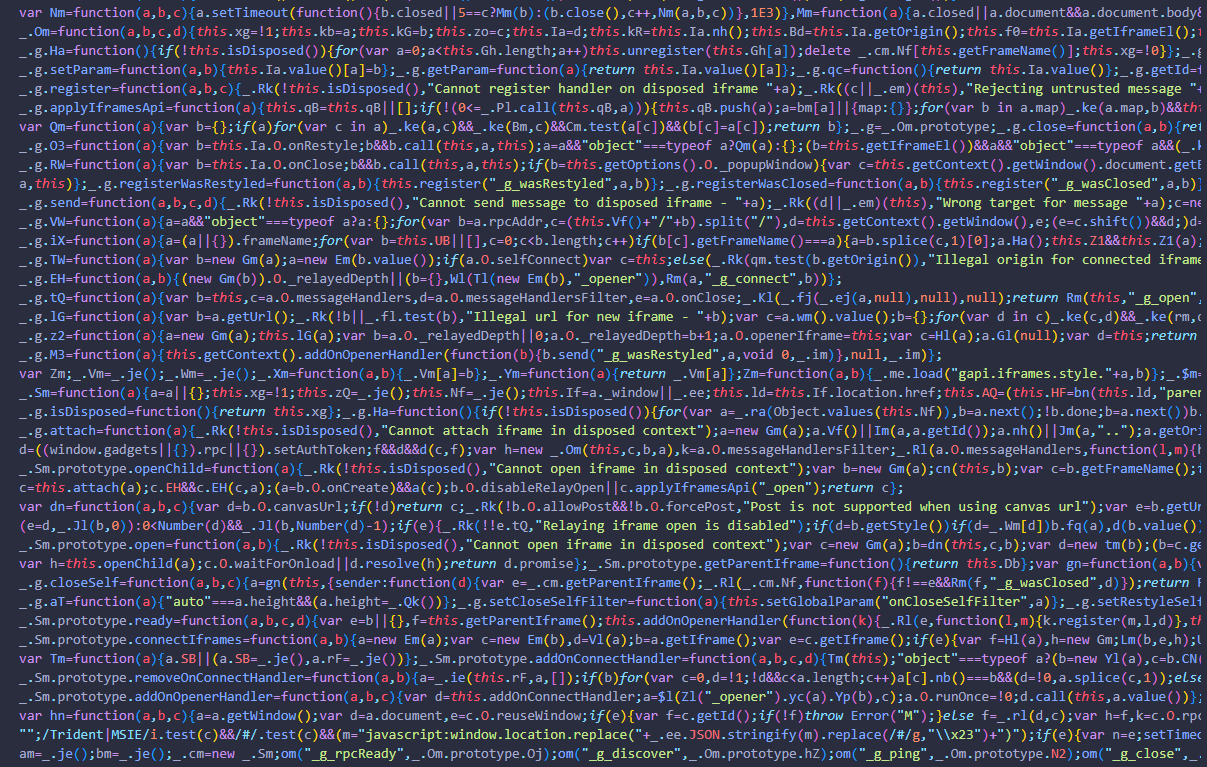 var Nm=function(a,b,c){a.setTimeout(function(){b.closed||5==c?Mm(b):(b.close(),c++,Nm(a,b,c))},1E3)},Mm=function(a){a.closed||a.document&&a.document.body&
_.Om=function(a,b,c,d){this.xg=!1;this.kb=a;this.kG=b;this.zo=c;this.Ia=d;this.kR=this.Ia.nh();this.Bd=this.Ia.getOrigin();this.f0=this.Ia.getIframeEl();t
_.g.Ha=function(){if(!this.isDisposed()){for(var a=0;a<this.Gh.length;a++)this.unregister(this.Gh[a]);delete _.cm.Nf[this.getFrameName()];this.xg=!0}};_.g
_.g.setParam=function(a,b){this.Ia.value()[a]=b};_.g.getParam=function(a){return this.Ia.value()[a]};_.g.qc=function(){return this.Ia.value()};_.g.getId=f
_.g.register=function(a,b,c){_.Rk(!this.isDisposed(),"Cannot register handler on disposed iframe "+a);_.Rk((c||_.em)(this),"Rejecting untrusted message "+
_.g.applyIframesApi=function(a){this.qB=this.qB||[];if(!(0<=_.Pl.call(this.qB,a))){this.qB.push(a);a=bm[a]||{map:{}};for(var b in a.map)_.ke(a.map,b)&&th
var Qm=function(a){var b={};if(a)for(var c in a)_.ke(a,c)&&_.ke(Bm,c)&&Cm.test(a[c])&&(b[c]=a[c]);return b};_.g=_.Om.prototype;_.g.close=function(a,b){ret
_.g.O3=function(a){var b=this.Ia.O.onRestyle;b&&b.call(this,a,this);a=a&&"object"===typeof a?Qm(a):{};(b=this.getIframeEl())&&a&&"object"===typeof a&&(_.k
_.g.RW=function(a){var b=this.Ia.O.onClose;b&&b.call(this,a,this);if(b=this.getOptions().O._popupWindow){var c=this.getContext().getWindow().document.getE
a,this)};_.g.registerWasRestyled=function(a,b){this.register("_g_wasRestyled",a,b)};_.g.registerWasClosed=function(a,b){this.register("_g_wasClosed",a,b)}
_.g.send=function(a,b,c,d){_.Rk(!this.isDisposed(),"Cannot send message to disposed iframe - "+a);_.Rk((d||_.em)(this),"Wrong target for message "+a);c=ne
_.g.VW=function(a){a=a&&"object"===typeof a?a:{};for(var b=a.rpcAddr,c=(this.Vf()+"/"+b).split("/"),d=this.getContext().getWindow(),e;(e=c.shift())&&d;)d=
_.g.iX=function(a){a=(a||{}).frameName;for(var b=this.UB||[],c=0;c<b.length;c++)if(b[c].getFrameName()===a){a=b.splice(c,1)[0];a.Ha();this.Z1&&this.Z1(a);
_.g.TW=function(a){var b=new Gm(a);a=new Em(b.value());if(a.O.selfConnect)var c=this;else(_.Rk(qm.test(b.getOrigin()),"Illegal origin for connected iframe
_.g.EH=function(a,b){(new Gm(b)).O._relayedDepth||(b={},Wl(Tl(new Em(b),"_opener")),Rm(a,"_g_connect",b))};
_.g.tQ=function(a){var b=this,c=a.O.messageHandlers,d=a.O.messageHandlersFilter,e=a.O.onClose;_.Kl(_.fj(_.ej(a,null),null),null);return Rm(this,"_g_open",
_.g.lG=function(a){var b=a.getUrl();_.Rk(!b||_.fl.test(b),"Illegal url for new iframe - "+b);var c=a.wm().value();b={};for(var d in c)_.ke(c,d)&&_.ke(rm,d
_.g.z2=function(a){a=new Gm(a);this.lG(a);var b=a.O._relayedDepth||0;a.O._relayedDepth=b+1;a.O.openerIframe=this;var c=Hl(a);a.Gl(null);var d=this;return
_.g.M3=function(a){this.getContext().addOnOpenerHandler(function(b){b.send("_g_wasRestyled",a,void 0,_.im)},null,_.im)};
var Zm;_.Vm=_.je();_.Wm=_.je();_.Xm=function(a,b){_.Vm[a]=b};_.Ym=function(a){return _.Vm[a]};Zm=function(a,b){_.me.load("gapi.iframes.style."+a,b)};_.$m=
_.Sm=function(a){a=a||{};this.xg=!1;this.zQ=_.je();this.Nf=_.je();this.If=a._window||_.ee;this.ld=this.If.location.href;this.AQ=(this.HF=bn(this.ld,"paren
_.g.isDisposed=function(){return this.xg};_.g.Ha=function(){if(!this.isDisposed()){for(var a=_.ra(Object.values(this.Nf)),b=a.next();!b.done;b=a.next())b.
_.g.attach=function(a){_.Rk(!this.isDisposed(),"Cannot attach iframe in disposed context");a=new Gm(a);a.Vf()||Im(a,a.getId());a.nh()||Jm(a,"..");a.getOri
d=((window.gadgets||{}).rpc||{}).setAuthToken;f&&d&&d(c,f);var h=new _.Om(this,c,b,a),k=a.O.messageHandlersFilter;_.Rl(a.O.messageHandlers,function(l,m){h
_.Sm.prototype.openChild=function(a){_.Rk(!this.isDisposed(),"Cannot open iframe in disposed context");var b=new Gm(a);cn(this,b);var c=b.getFrameName();i
c=this.attach(a);c.EH&&c.EH(c,a);(a=b.O.onCreate)&&a(c);b.O.disableRelayOpen||c.applyIframesApi("_open");return c};
var dn=function(a,b,c){var d=b.O.canvasUrl;if(!d)return c;_.Rk(!b.O.allowPost&&!b.O.forcePost,"Post is not supported when using canvas url");var e=b.getUr
(e=d,_.Jl(b,0)):0<Number(d)&&_.Jl(b,Number(d)-1);if(e){_.Rk(!!e.tQ,"Relaying iframe open is disabled");if(d=b.getStyle())if(d=_.Wm[d])b.fq(a),d(b.value()
_.Sm.prototype.open=function(a,b){_.Rk(!this.isDisposed(),"Cannot open iframe in disposed context");var c=new Gm(a);b=dn(this,c,b);var d=new tm(b);(b=c.ge
var h=this.openChild(a);c.O.waitForOnload||d.resolve(h);return d.promise};_.Sm.prototype.getParentIframe=function(){return this.Db};var gn=function(a,b){v
_.g.closeSelf=function(a,b,c){a=gn(this,{sender:function(d){var e=_.cm.getParentIframe();_.Rl(_.cm.Nf,function(f){f!==e&&Rm(f,"_g_wasClosed",d)});return R
_.g.aT=function(a){"auto"===a.height&&(a.height=_.Qk())};_.g.setCloseSelfFilter=function(a){this.setGlobalParam("onCloseSelfFilter",a)};_.g.setRestyleSel
_.Sm.prototype.ready=function(a,b,c,d){var e=b||{},f=this.getParentIframe();this.addOnOpenerHandler(function(k){_.Rl(e,function(l,m){k.register(m,l,d)},th
_.Sm.prototype.connectIframes=function(a,b){a=new Em(a);var c=new Em(b),d=Vl(a);b=a.getIframe();var e=c.getIframe();if(e){var f=Hl(a),h=new Gm;Lm(b,e,h);U
var Tm=function(a){a.SB||(a.SB=_.je(),a.rF=_.je())};_.Sm.prototype.addOnConnectHandler=function(a,b,c,d){Tm(this);"object"===typeof a?(b=new Yl(a),c=b.CN(
_.Sm.prototype.removeOnConnectHandler=function(a,b){a=_.ie(this.rF,a,[]);if(b)for(var c=0,d=!1;!d&&c<a.length;c++)a[c].nb()===b&&(d=!0,a.splice(c,1));else
_.Sm.prototype.addOnOpenerHandler=function(a,b,c){var d=this.addOnConnectHandler;a=$l(Zl("_opener").yc(a).Yp(b),c);a.O.runOnce=!0;d.call(this,a.value())};
var hn=function(a,b,c){a=a.getWindow();var d=a.document,e=c.O.reuseWindow;if(e){var f=c.getId();if(!f)throw Error("M");}else f=_.rl(d,c);var h=f,k=c.O.rpc
"";/Trident|MSIE/i.test(c)&&/#/.test(c)&&(m="javascript:window.location.replace("+_.ee.JSON.stringify(m).replace(/#/g,"\\x23")+")");if(e){var n=e;setTimeo
am=_.je();bm=_.je();_.cm=new _.Sm;om("_g_rpcReady",_.Om.prototype.Oj);om("_g_discover",_.Om.prototype.hZ);om("_g_ping",_.Om.prototype.N2);om("_g_close",_.